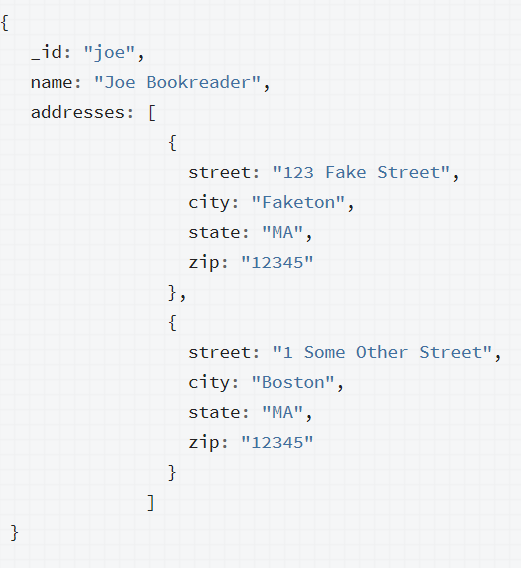 {
_id: "joe",
name: "Joe Bookreader",
addresses: [
{
street: "123 Fake Street",
city: "Faketon",
state: "MA",
zip: "12345"
},
{
street: "1 Some Other Street",
city: "Boston",
state: "MA",
zip: "12345"
}
]
}